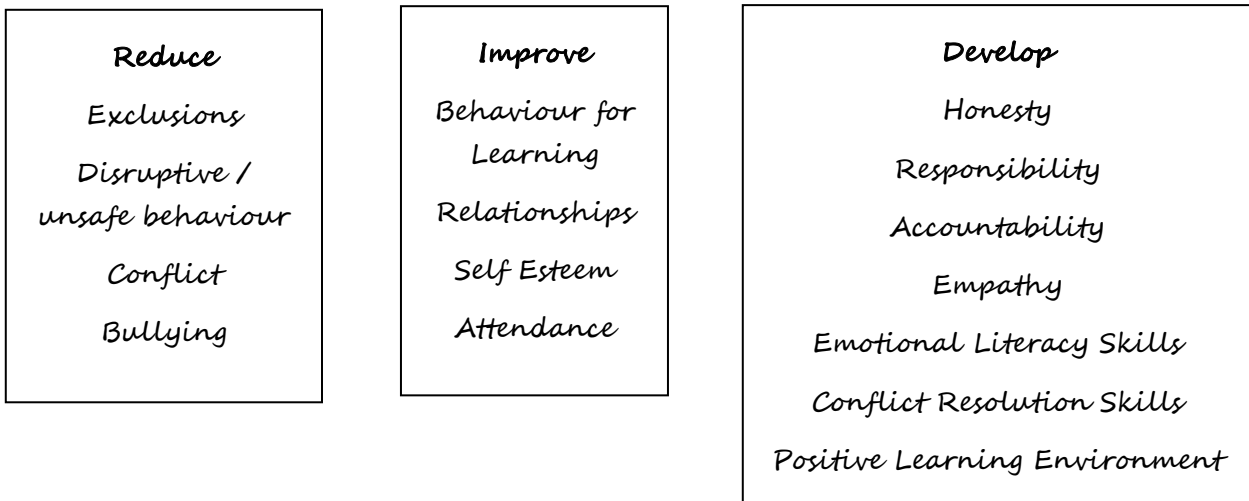 Reduce
Exclusions
Disruptive /
unsafe behaviour
Conflict
Bullying
Improve
Behaviour for
Learning
Relationships
Self Esteem
Attendance
Develop
Honesty
Responsibility
Accountability
Empathy
Emotional Literacy Skills
Conflict Resolution Skills
Positive Learning Environment